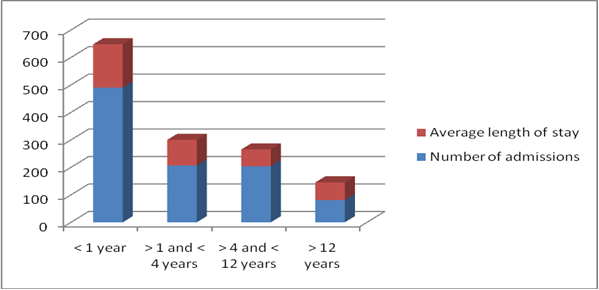 700
600
500
400
300
200
100
0
< 1 year
> 1 and <
4 years
> 4 and <
12 years
> 12
years
Average length of stay
Number of admissions